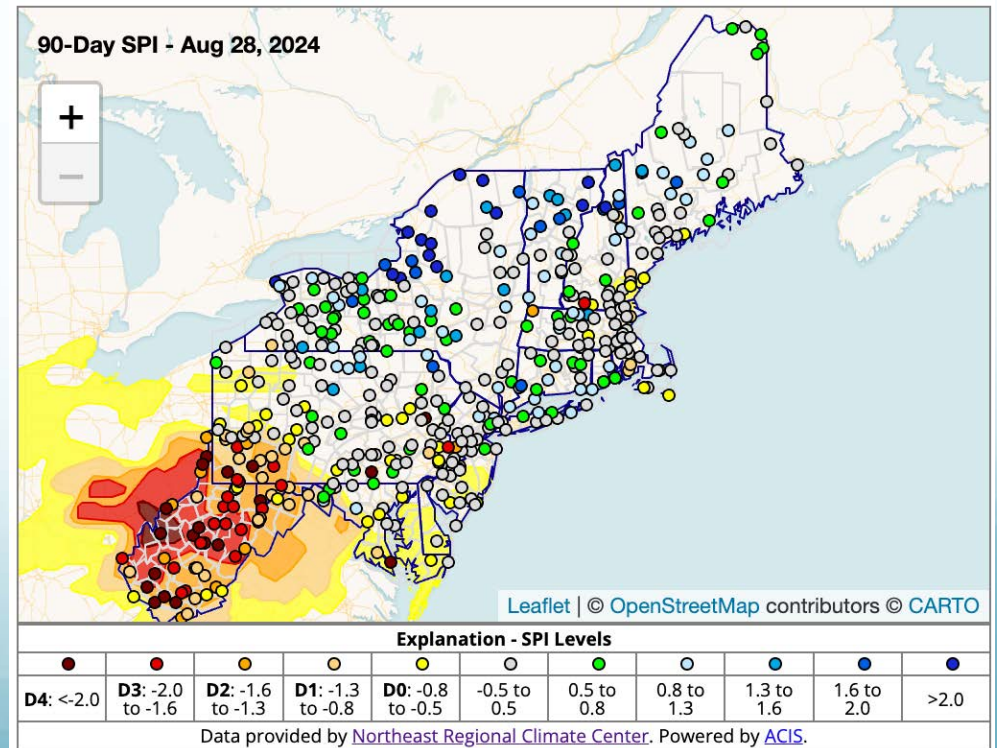 90-Day SPI - Aug 28, 2024
+
−
Leaflet | © OpenStreetMap contributors © CARTO
Explanation - SPI Levels
D4: <-2.0
D3: -2.0 to -1.6
D2: -1.6 to -1.3
D1: -1.3 to -0.8
D0: -0.8 to -0.5
-0.5 to 0.5
0.5 to 0.8
0.8 to 1.3
1.3 to 1.6
1.6 to 2.0
>2.0
Data provided by Northeast Regional Climate Center. Powered by ACIS.